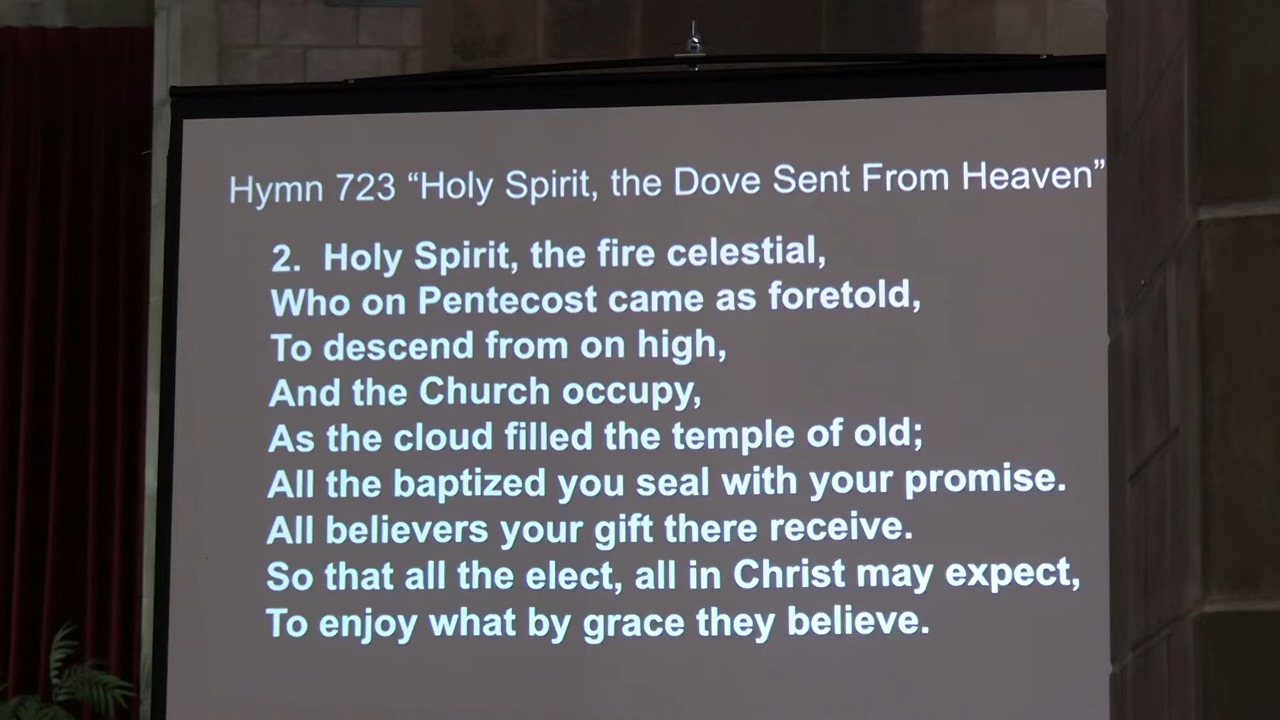 Hymn 723 “Holy Spirit, the Dove Sent From Heaven”
2. Holy Spirit, the fire celestial,
Who on Pentecost came as foretold,
To descend from on high,
And the Church occupy,
As the cloud filled the temple of old;
All the baptized you seal with your promise.
All believers your gift there receive.
So that all the elect, all in Christ may expect,
To enjoy what by grace they believe.